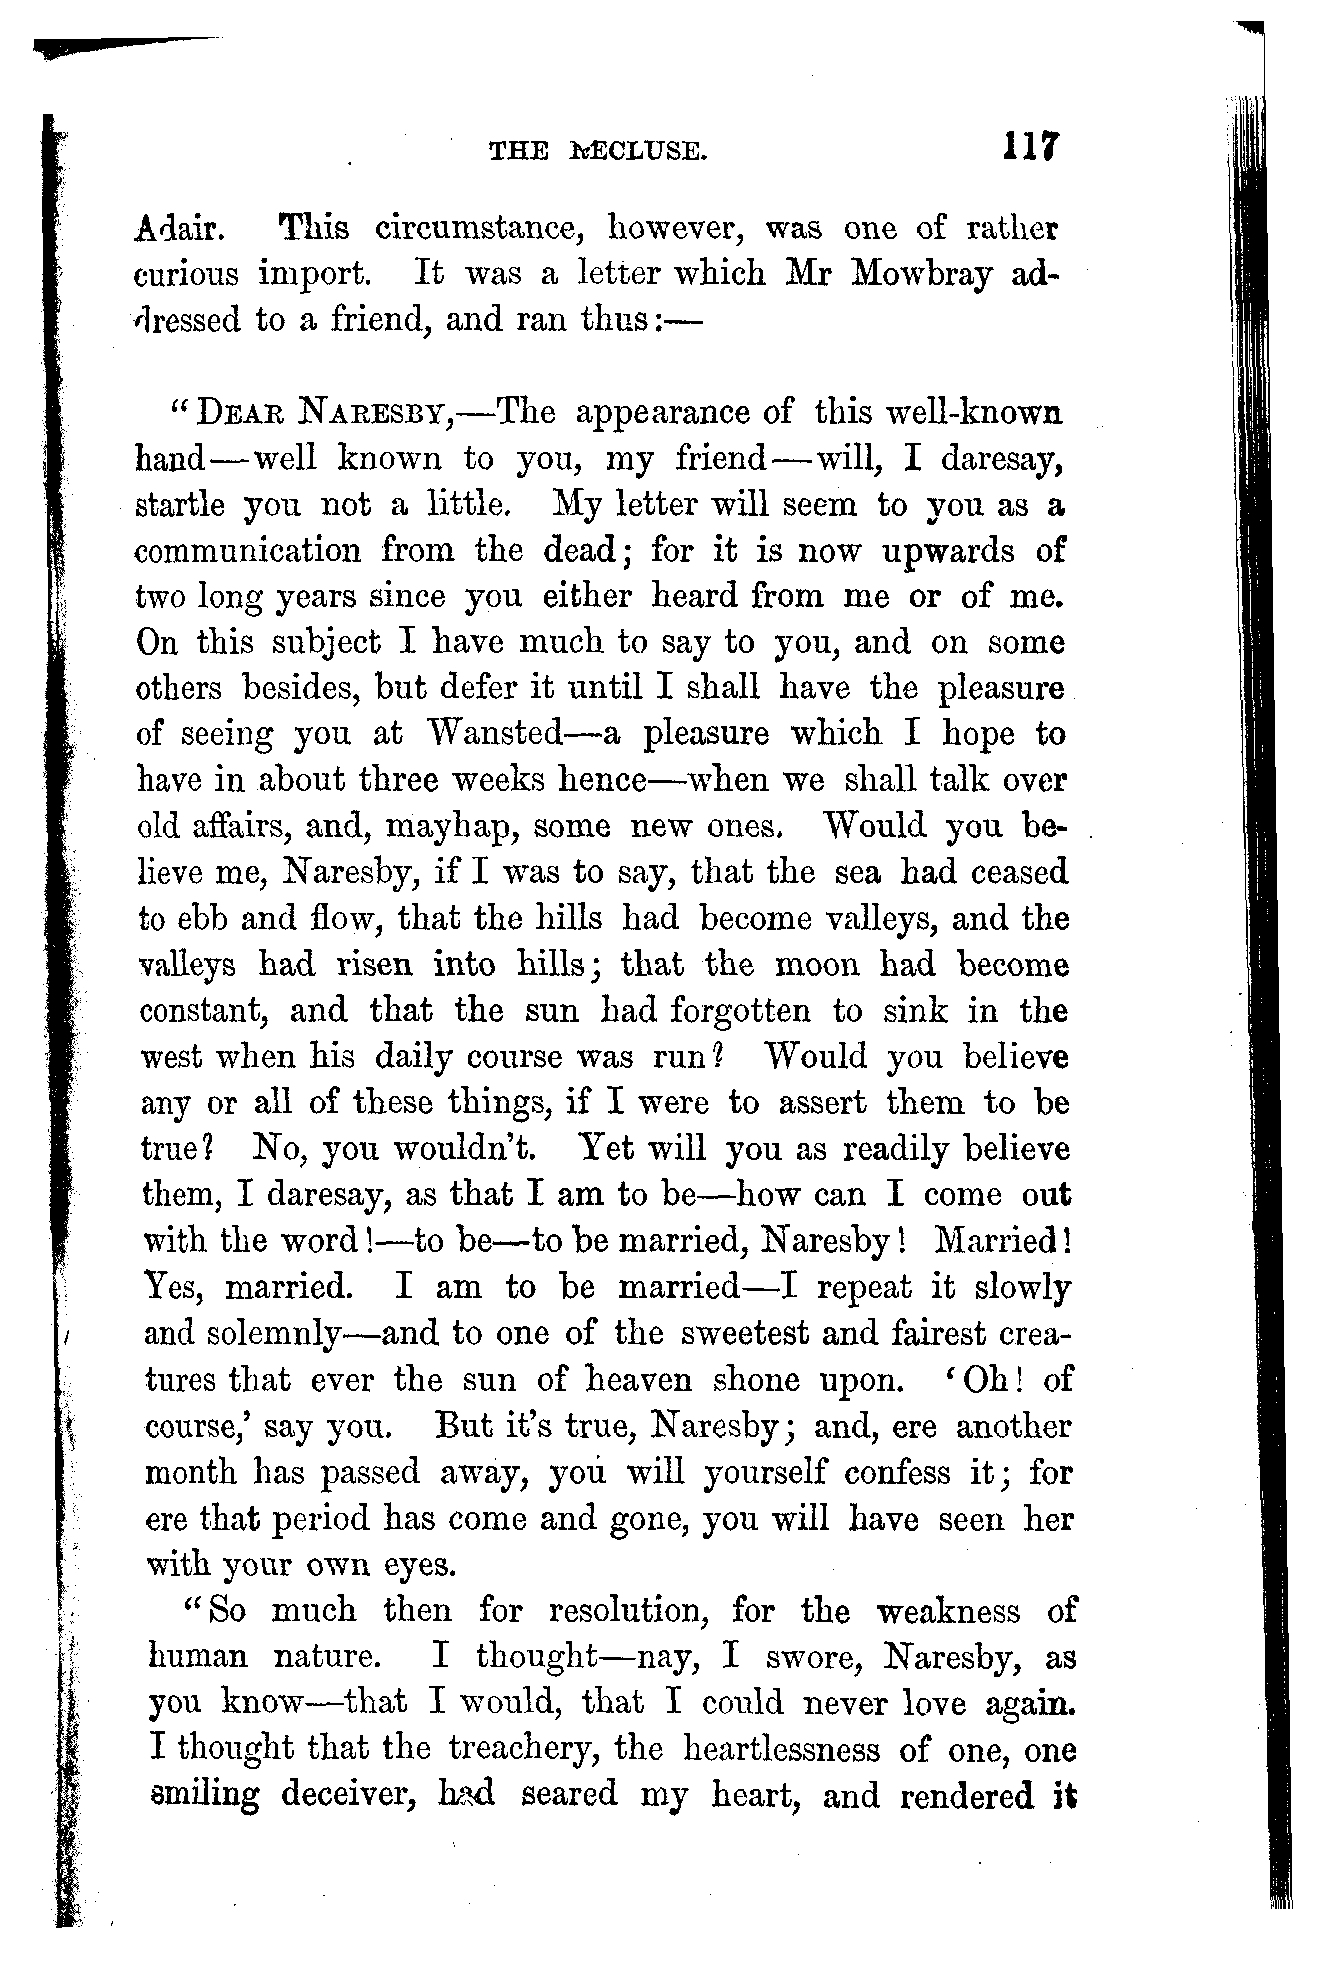 THE RECLUSE. 117
Adair. This circumstance, however, was one of rather
curious import. It was a letter which Mr Mowbray ad-
dressed to a friend, and ran thus:—
"DEAR NARESBY,—The appearance of this well-known
hand—well known to you, my friend—will, I daresay,
startle you not a little. My letter will seem to you as a
communication from the dead; for it is now upwards of
two long years since you either heard from me or of me.
On this subject I have much to say to you, and on some
others besides, but defer it until I shall have the pleasure
of seeing you at Wansted—a pleasure which I hope to
have in about three weeks hence—when we shall talk over
old affairs, and, mayhap, some new ones. Would you be-
lieve me, Naresby, if I was to say, that the sea had ceased
to ebb and flow, that the hills had become valleys, and the
valleys had risen into hills; that the moon had become
constant, and that the sun had forgotten to sink in the
west when his daily course was run? Would you believe
any or all of these things, if I were to assert them to be
true? No, you wouldn't. Yet will you as readily believe
them, I daresay, as that I am to be—how can I come out
with the word!—to be—to be married, Naresby! Married!
Yes, married. I am to be married—I repeat it slowly
and solemnly—and to one of the sweetest and fairest crea-
tures that ever the sun of heaven shone upon. 'Oh! of
course,' say you. But it's true, Naresby; and, ere another
month has passed away, you will yourself confess it; for
ere that period has come and gone, you will have seen her
with your own eyes.
"So much then for resolution, for the weakness of
human nature. I thought—nay, I swore, Naresby, as
you know—that I would, that I could never love again.
I thought that the treachery, the heartlessness of one, one
smiling deceiver, had seared my heart, and rendered it